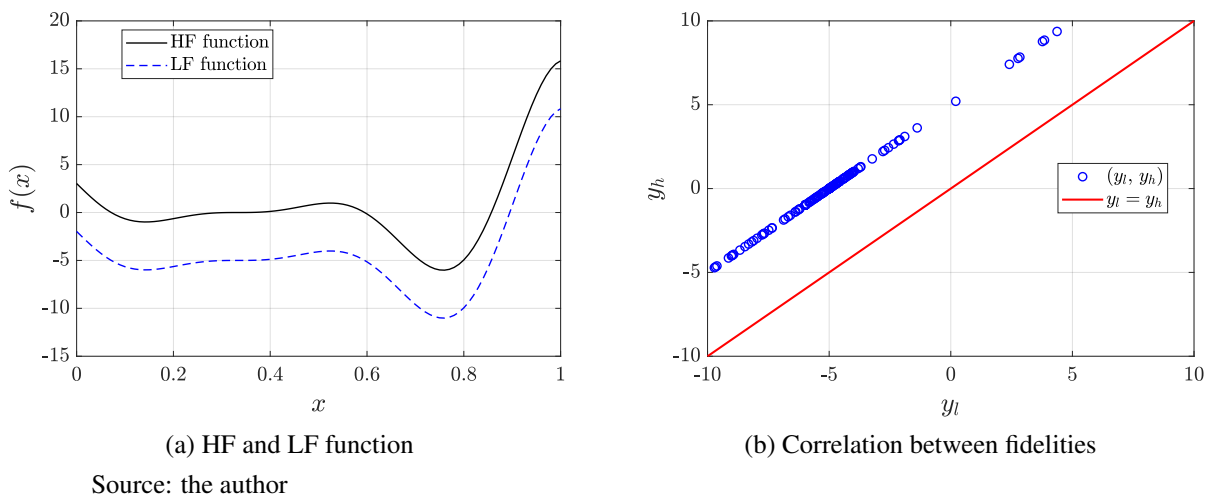 20
15
10
5
0
-5
-10
-15
f(x)
HF function
LF function
0
0.2
0.4
0.6
0.8
1
x
(a) HF and LF function
10
5
0
-5
-10
y_h
(y_l, y_h)
y_l = y_h
-10
-5
0
5
10
y_l
(b) Correlation between fidelities
Source: the author